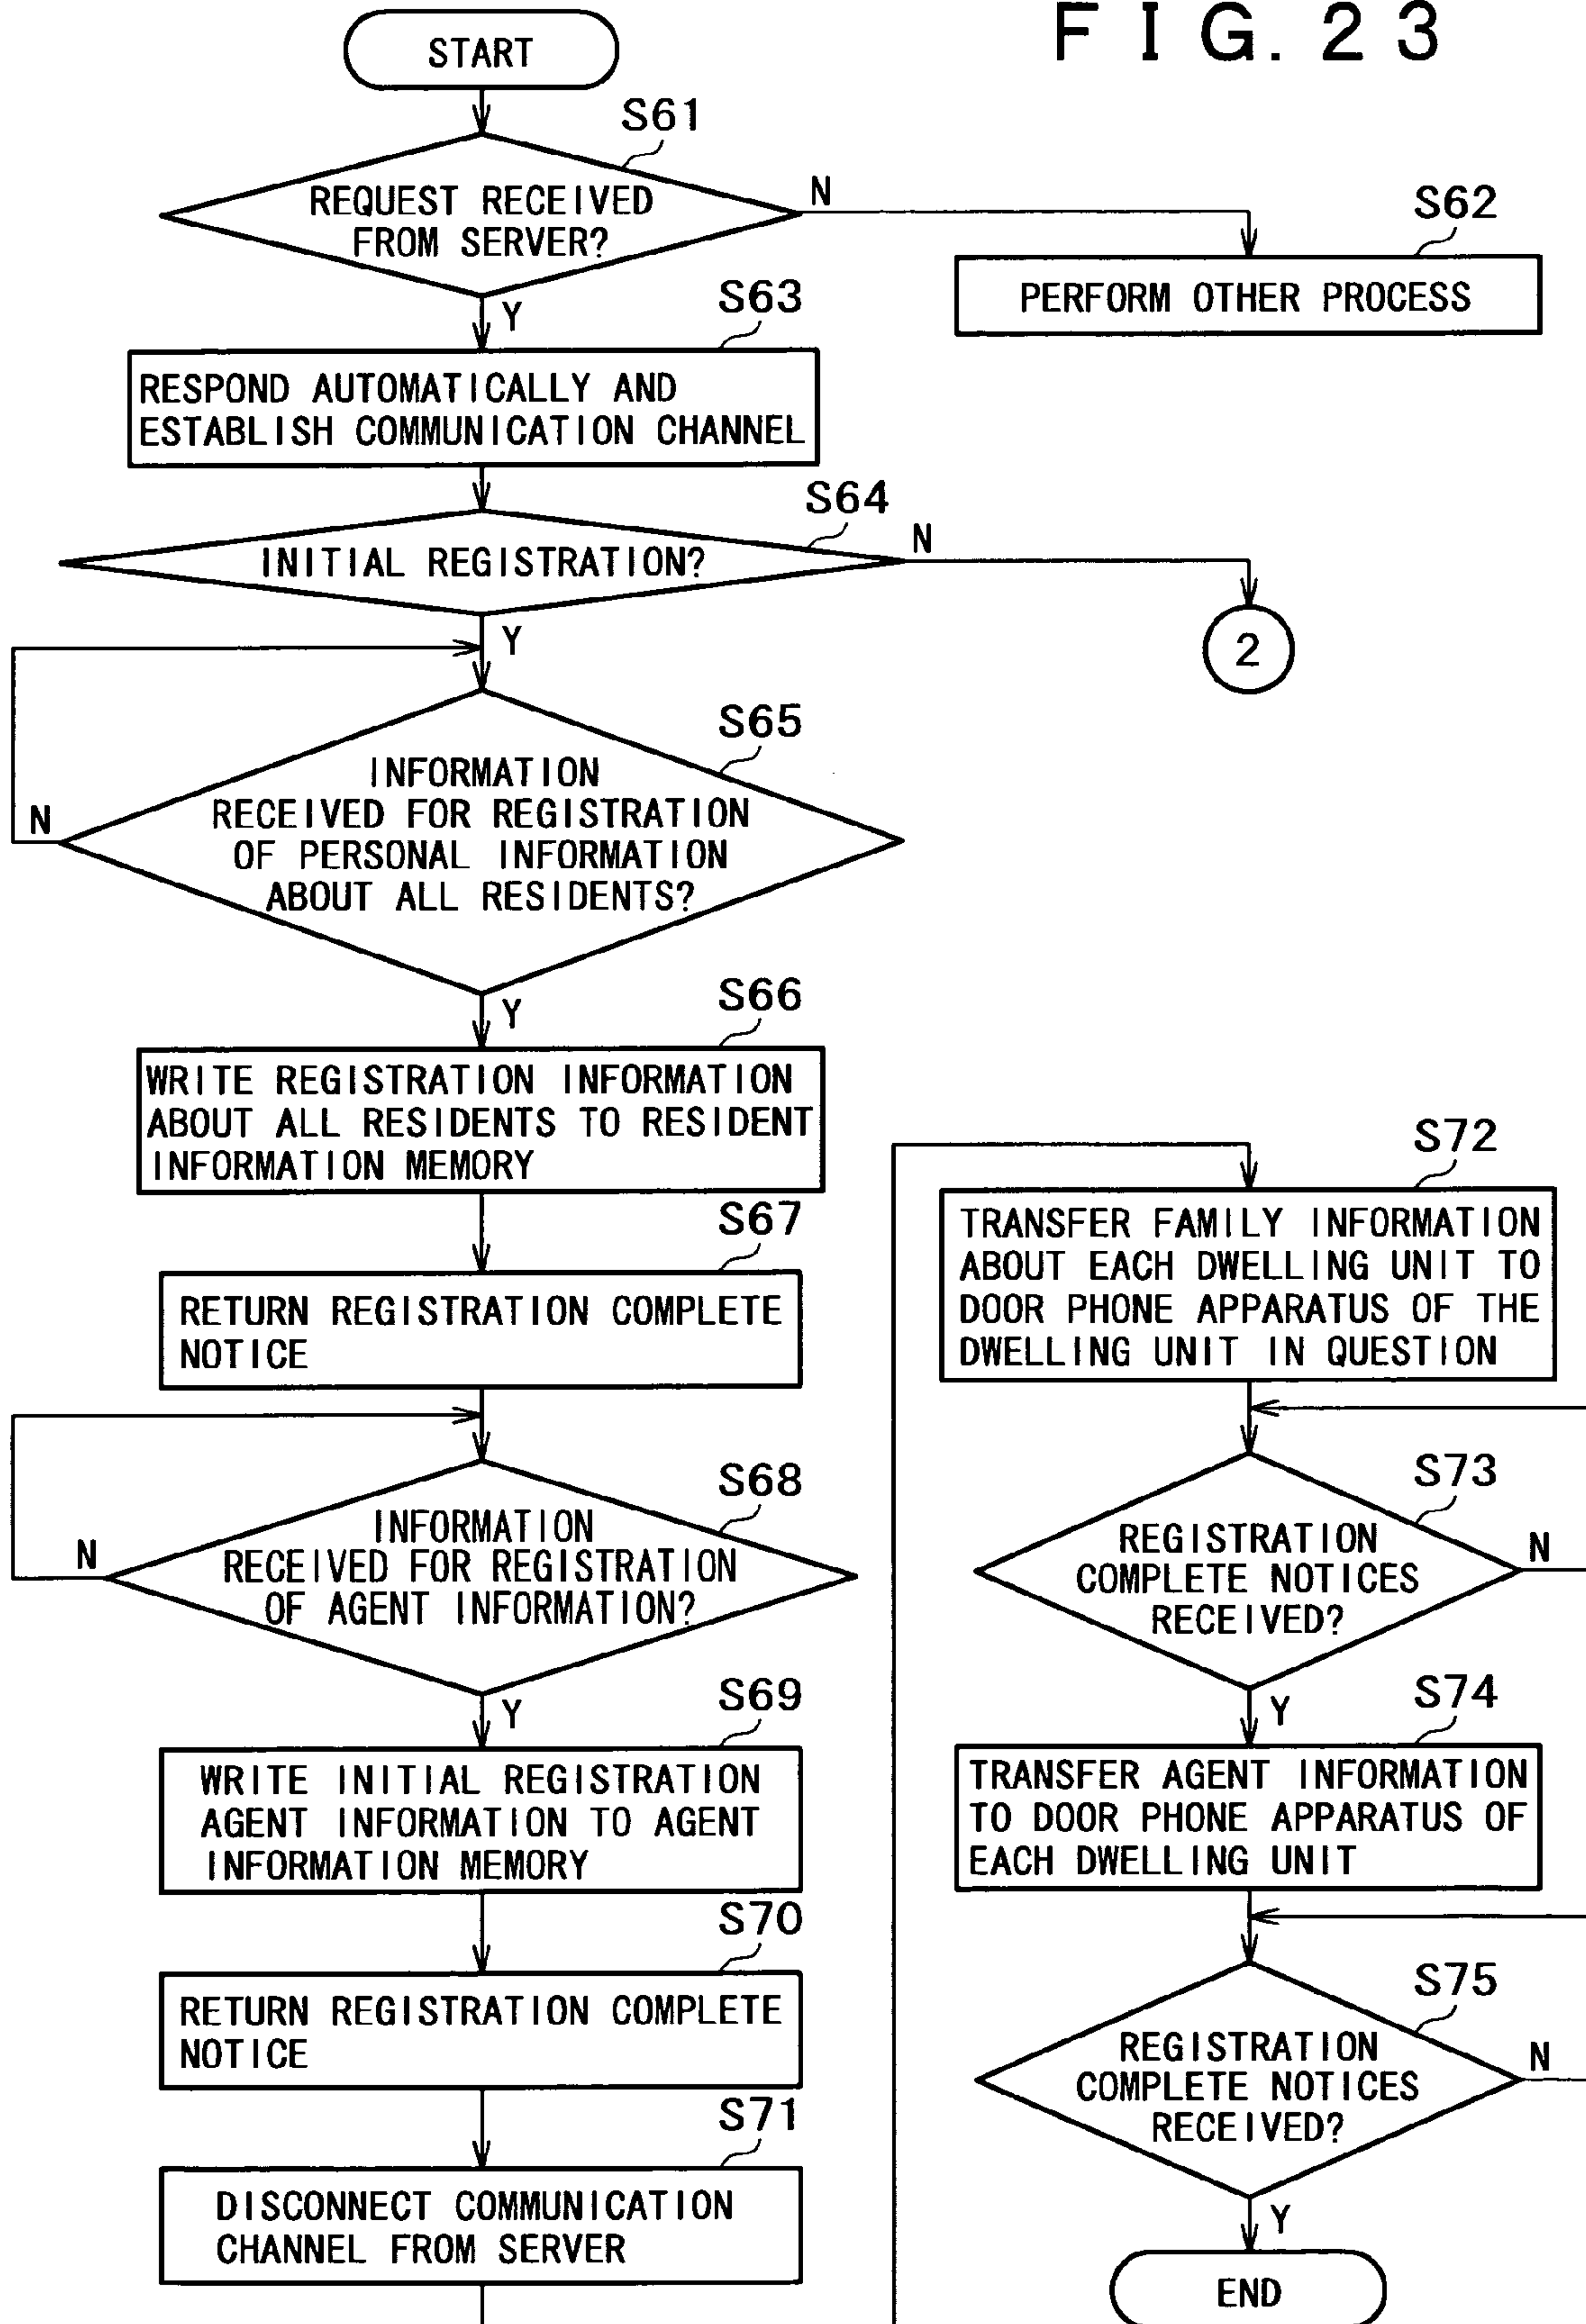 FIG. 23
START
S61
REQUEST RECEIVED
FROM SERVER?
N
Y
S62
PERFORM OTHER PROCESS
S63
RESPOND AUTOMATICALLY AND
ESTABLISH COMMUNICATION CHANNEL
S64
INITIAL REGISTRATION?
N
Y
2
S65
INFORMATION
RECEIVED FOR REGISTRATION
OF PERSONAL INFORMATION
ABOUT ALL RESIDENTS?
N
Y
S66
WRITE REGISTRATION INFORMATION
ABOUT ALL RESIDENTS TO RESIDENT
INFORMATION MEMORY
S67
RETURN REGISTRATION COMPLETE
NOTICE
S68
INFORMATION
RECEIVED FOR REGISTRATION
OF AGENT INFORMATION?
N
Y
S69
WRITE INITIAL REGISTRATION
AGENT INFORMATION TO AGENT
INFORMATION MEMORY
S70
RETURN REGISTRATION COMPLETE
NOTICE
S71
DISCONNECT COMMUNICATION
CHANNEL FROM SERVER
S72
TRANSFER FAMILY INFORMATION
ABOUT EACH DWELLING UNIT TO
DOOR PHONE APPARATUS OF THE
DWELLING UNIT IN QUESTION
S73
REGISTRATION
COMPLETE NOTICES
RECEIVED?
N
Y
S74
TRANSFER AGENT INFORMATION
TO DOOR PHONE APPARATUS OF
EACH DWELLING UNIT
S75
REGISTRATION
COMPLETE NOTICES
RECEIVED?
N
Y
END